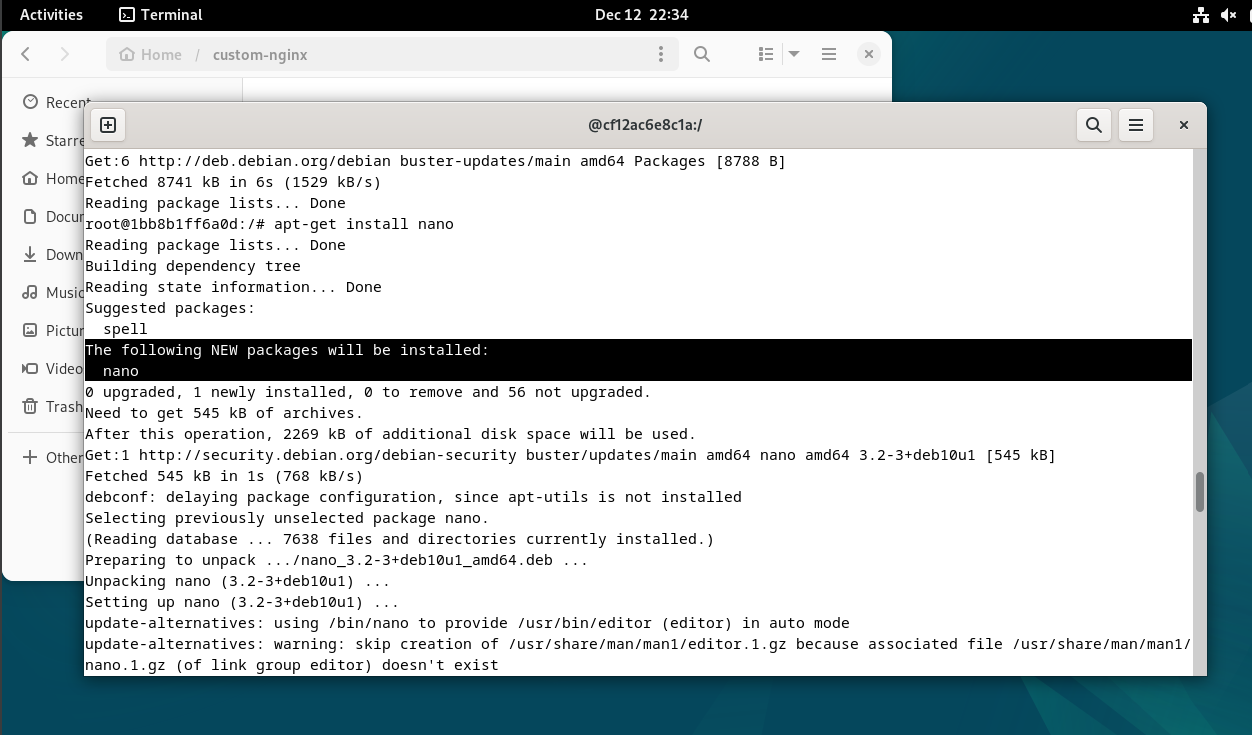 Activities
Terminal
Dec 12 22:34
Home / custom-nginx
Recent
Starre
Home
Docum
Down
Music
Pictur
Video
Trash
Other
@cf12ac6e8c1a:/
Get:6 http://deb.debian.org/debian buster-updates/main amd64 Packages [8788 B]
Fetched 8741 kB in 6s (1529 kB/s)
Reading package lists... Done
root@1bb8b1ff6a0d:/# apt-get install nano
Reading package lists... Done
Building dependency tree
Reading state information... Done
Suggested packages:
  spell
The following NEW packages will be installed:
  nano
0 upgraded, 1 newly installed, 0 to remove and 56 not upgraded.
Need to get 545 kB of archives.
After this operation, 2269 kB of additional disk space will be used.
Get:1 http://security.debian.org/debian-security buster/updates/main amd64 nano amd64 3.2-3+deb10u1 [545 kB]
Fetched 545 kB in 1s (768 kB/s)
debconf: delaying package configuration, since apt-utils is not installed
Selecting previously unselected package nano.
(Reading database ... 7638 files and directories currently installed.)
Preparing to unpack .../nano_3.2-3+deb10u1_amd64.deb ...
Unpacking nano (3.2-3+deb10u1) ...
Setting up nano (3.2-3+deb10u1) ...
update-alternatives: using /bin/nano to provide /usr/bin/editor (editor) in auto mode
update-alternatives: warning: skip creation of /usr/share/man/man1/editor.1.gz because associated file /usr/share/man/man1/
nano.1.gz (of link group editor) doesn't exist